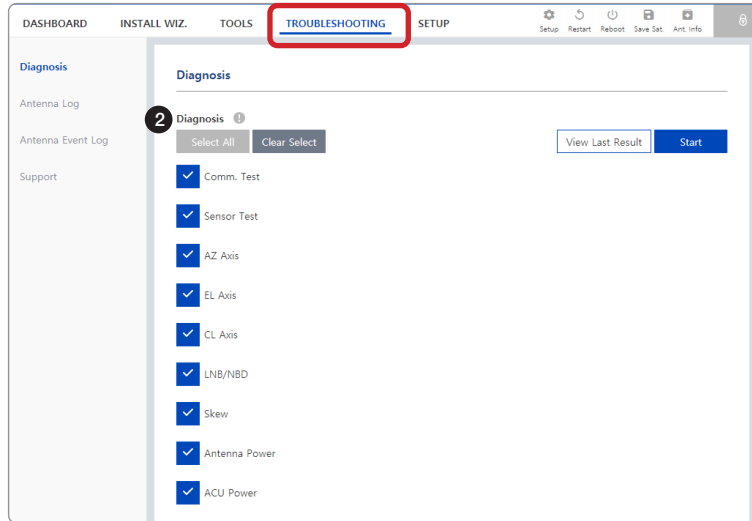 DASHBOARD INSTALL WIZ. TOOLS TROUBLESHOOTING SETUP
Setup Restart Reboot Save Sat. Ant. Info
Diagnosis
Antenna Log
Antenna Event Log
Support
Diagnosis
2 Diagnosis !
Select All Clear Select View Last Result Start
Comm. Test
Sensor Test
AZ Axis
EL Axis
CL Axis
LNB/NBD
Skew
Antenna Power
ACU Power